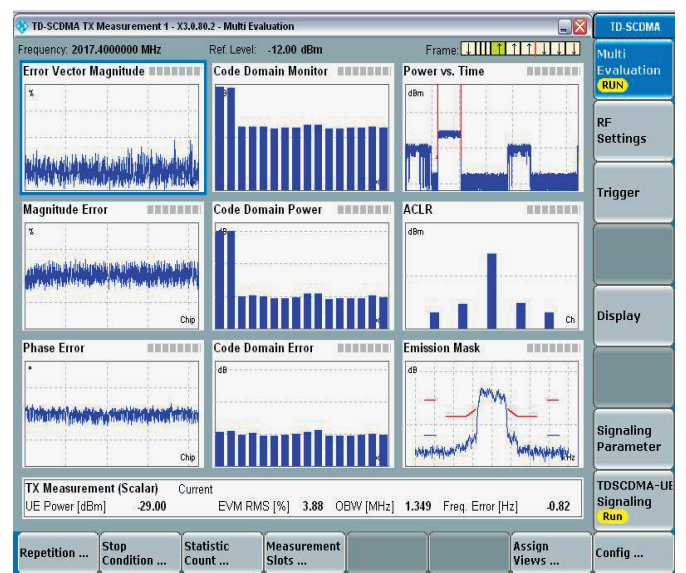 TD-SCDMA TX Measurement 1 - X3.0.80.2 - Multi Evaluation
TD-SCDMA
Frequency: 2017.4000000 MHz Ref. Level: -12.00 dBm Frame:
Multi Evaluation
RUN
Error Vector Magnitude
%
Code Domain Monitor
Power vs. Time
dBm
RF Settings
Trigger
Magnitude Error
%
Chip
Code Domain Power
dB
ACLR
dBm
Ch
Display
Phase Error
°
Chip
Code Domain Error
dB
Emission Mask
dB
kHz
Signaling Parameter
TX Measurement (Scalar) Current
UE Power [dBm] -29.00 EVM RMS [%] 3.88 OBW [MHz] 1.349 Freq. Error [Hz] -0.82
TDSCDMA-UE Signaling
Run
Repetition ...
Stop Condition ...
Statistic Count ...
Measurement Slots ...
Assign Views ...
Config ...